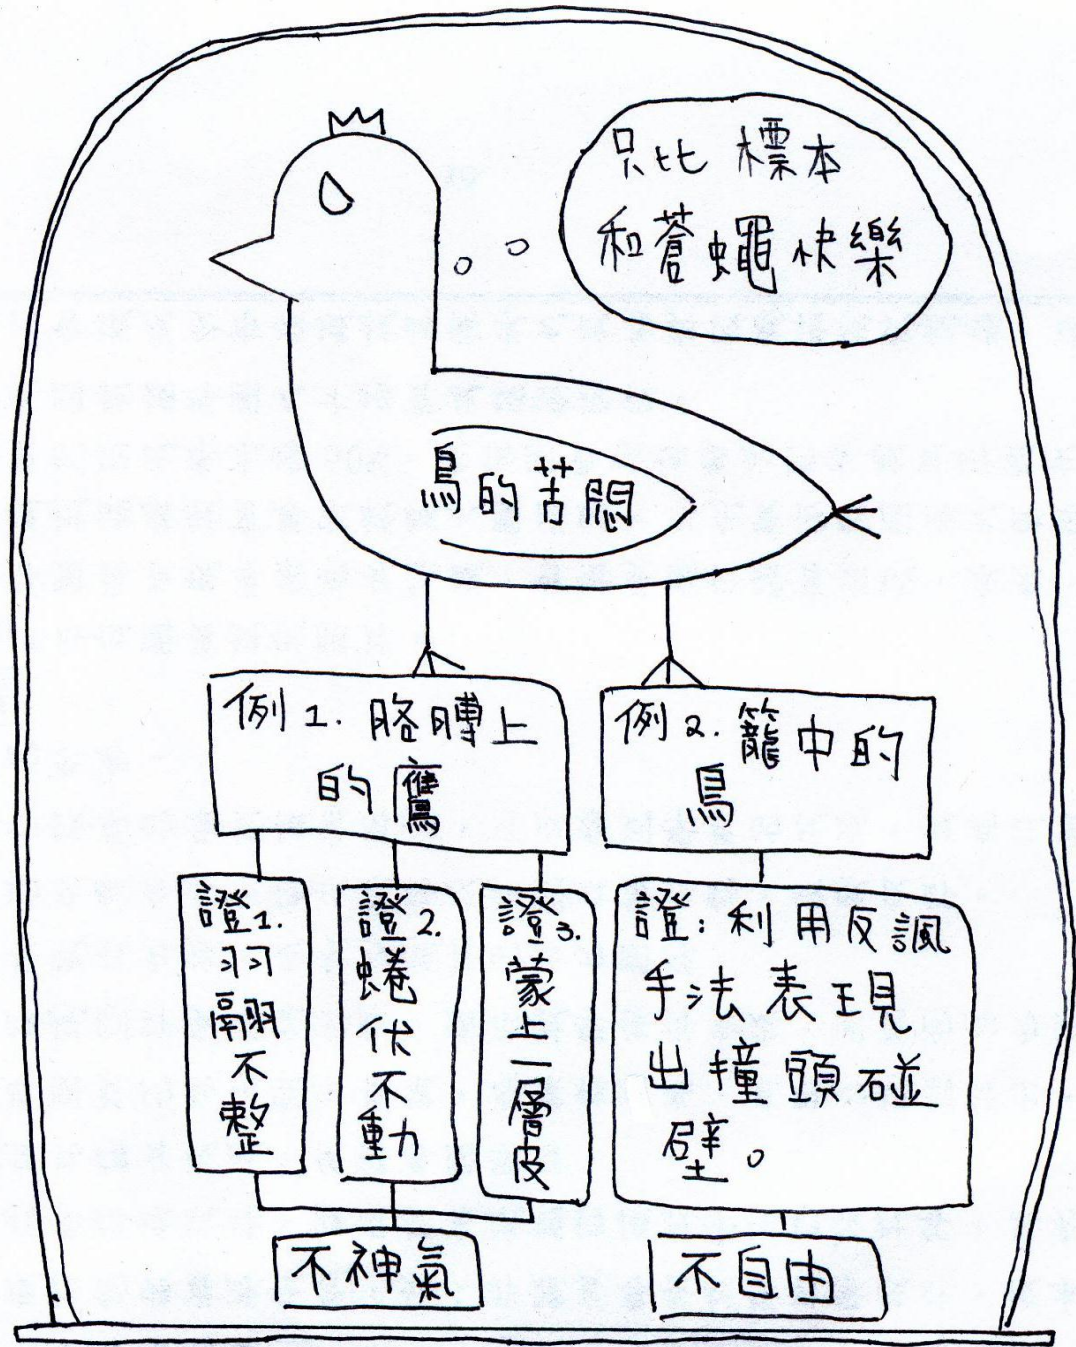 只比標本
和蒼蠅快樂
鳥的苦悶
例1.胳膊上
的鷹
例2.籠中的
鳥
證1.
羽翮不整
證2.
蜷伏不動
證3.
蒙上一層皮
證:利用反諷
手法表現
出撞頭碰
壁。
不神氣
不自由